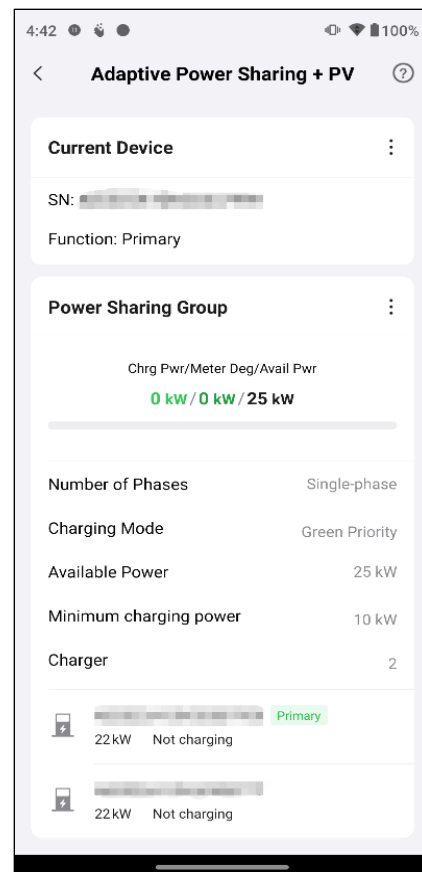 4:42 100%
Adaptive Power Sharing + PV
Current Device
SN:
Function: Primary
Power Sharing Group
Chrg Pwr/Meter Deg/Avail Pwr
0 kW/0 kW/25 kW
Number of Phases Single-phase
Charging Mode Green Priority
Available Power 25 kW
Minimum charging power 10 kW
Charger 2
Primary
22 kW Not charging
22 kW Not charging